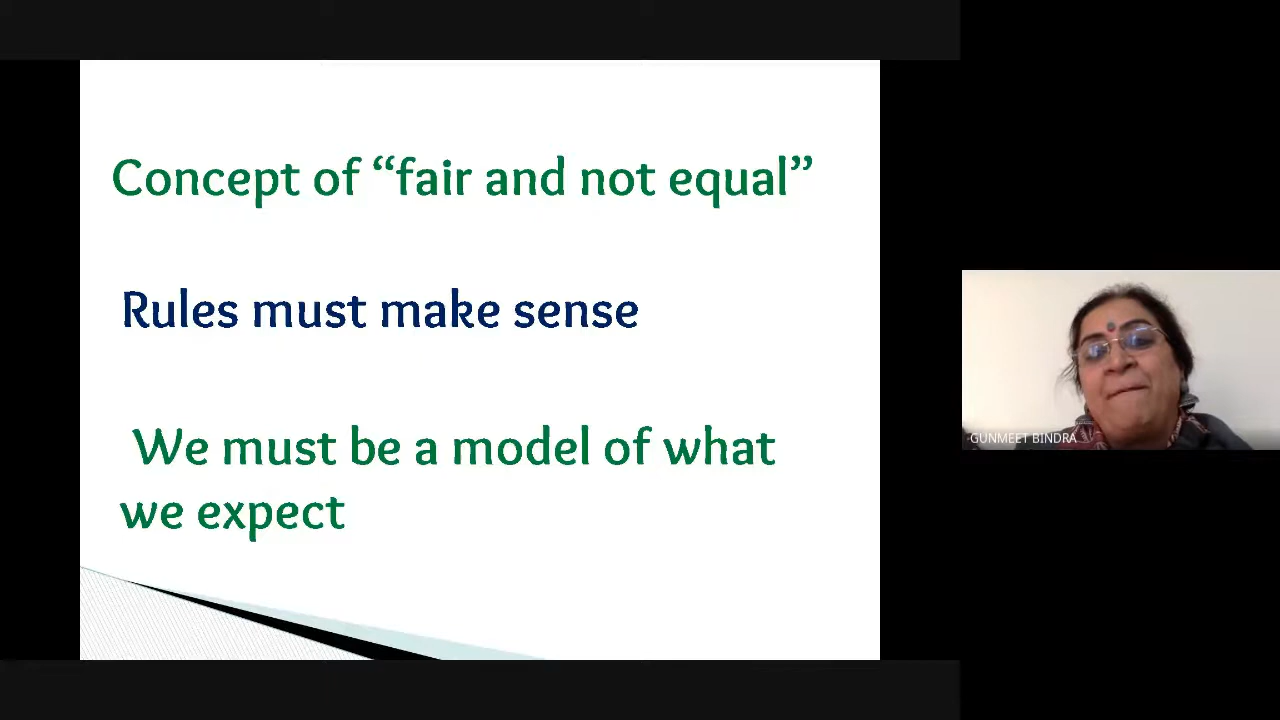 Concept of “fair and not equal”
Rules must make sense
We must be a model of what
we expect
GUNMEET BINDRA